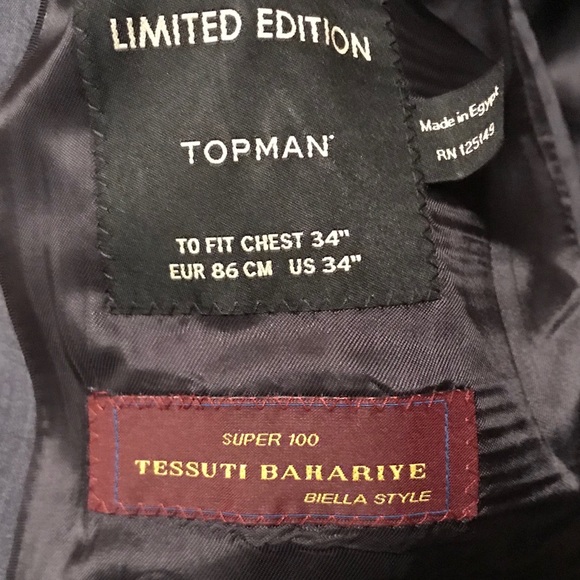 LIMITED EDITION
TOPMAN
TO FIT CHEST 34"
EUR 86 CM US 34"
Made in Egypt
RN 125149
SUPER 100
TESSUTI BAHARIYE
BIELLA STYLE